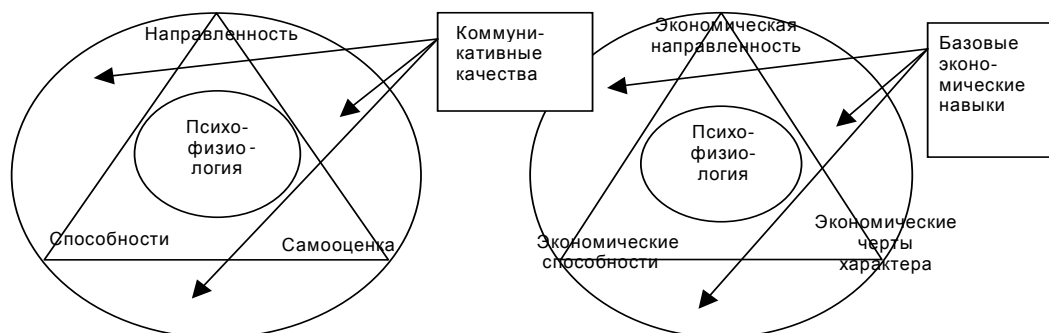 Направленность
Коммуни-
кативные
качества
Психо-
физио -
логия
Способности
Самооценка
Экономическая
направленность
Базовые
эконо-
мические
навыки
Психо-
физио-
логия
Экономические
способности
Экономические
черты
характера